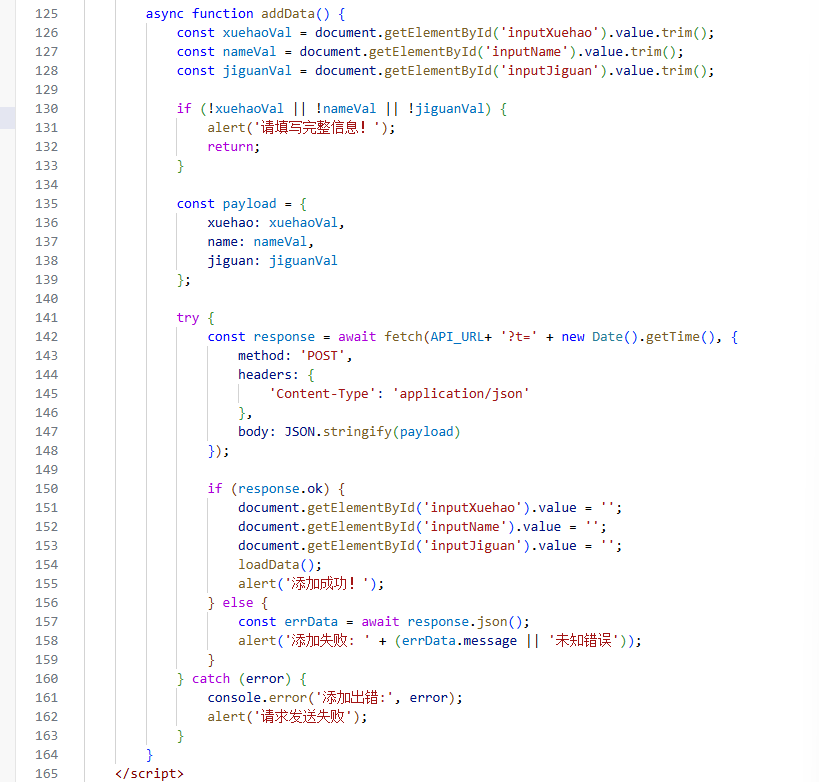 125         async function addData() {
126             const xuehaoVal = document.getElementById('inputXuehao').value.trim();
127             const nameVal = document.getElementById('inputName').value.trim();
128             const jiguanVal = document.getElementById('inputJiguan').value.trim();
129
130             if (!xuehaoVal || !nameVal || !jiguanVal) {
131                 alert('请填写完整信息！');
132                 return;
133             }
134
135             const payload = {
136                 xuehao: xuehaoVal,
137                 name: nameVal,
138                 jiguan: jiguanVal
139             };
140
141             try {
142                 const response = await fetch(API_URL+ '?t=' + new Date().getTime(), {
143                     method: 'POST',
144                     headers: {
145                         'Content-Type': 'application/json'
146                     },
147                     body: JSON.stringify(payload)
148                 });
149
150                 if (response.ok) {
151                     document.getElementById('inputXuehao').value = '';
152                     document.getElementById('inputName').value = '';
153                     document.getElementById('inputJiguan').value = '';
154                     loadData();
155                     alert('添加成功！');
156                 } else {
157                     const errData = await response.json();
158                     alert('添加失败: ' + (errData.message || '未知错误'));
159                 }
160             } catch (error) {
161                 console.error('添加出错:', error);
162                 alert('请求发送失败');
163             }
164         }
165     </script>